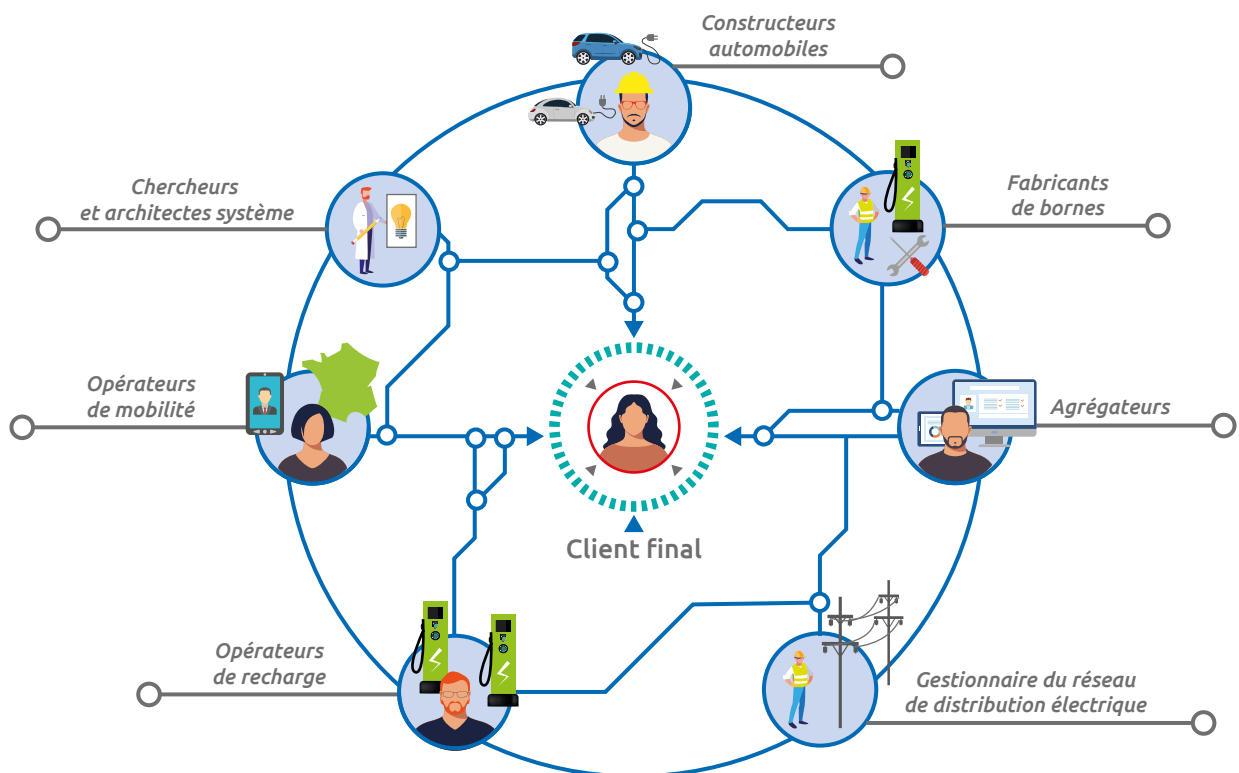 Constructeurs
automobiles
Chercheurs
et architectes système
Fabricants
de bornes
Opérateurs
de mobilité
Agrégateurs
Client final
Opérateurs
de recharge
Gestionnaire du réseau
de distribution électrique